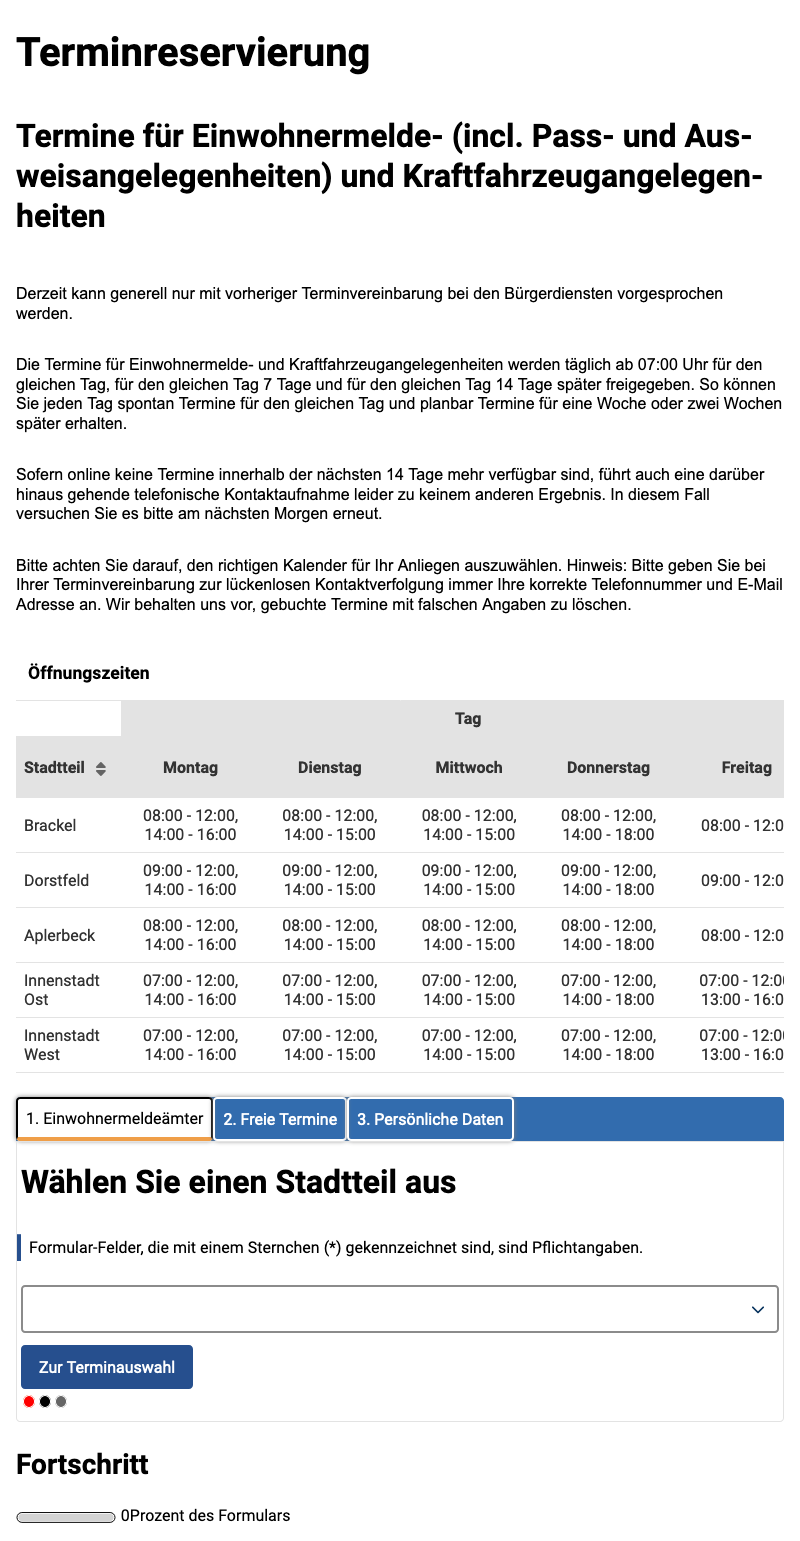 Terminreservierung
Termine für Einwohnermelde- (incl. Pass- und Aus-
weisangelegenheiten) und Kraftfahrzeugangelegen-
heiten
Derzeit kann generell nur mit vorheriger Terminvereinbarung bei den Bürgerdiensten vorgesprochen
werden.
Die Termine für Einwohnermelde- und Kraftfahrzeugangelegenheiten werden täglich ab 07:00 Uhr für den
gleichen Tag, für den gleichen Tag 7 Tage und für den gleichen Tag 14 Tage später freigegeben. So können
Sie jeden Tag spontan Termine für den gleichen Tag und planbar Termine für eine Woche oder zwei Wochen
später erhalten.
Sofern online keine Termine innerhalb der nächsten 14 Tage mehr verfügbar sind, führt auch eine darüber
hinaus gehende telefonische Kontaktaufnahme leider zu keinem anderen Ergebnis. In diesem Fall
versuchen Sie es bitte am nächsten Morgen erneut.
Bitte achten Sie darauf, den richtigen Kalender für Ihr Anliegen auszuwählen. Hinweis: Bitte geben Sie bei
Ihrer Terminvereinbarung zur lückenlosen Kontaktverfolgung immer Ihre korrekte Telefonnummer und E-Mail
Adresse an. Wir behalten uns vor, gebuchte Termine mit falschen Angaben zu löschen.
Öffnungszeiten
Tag
Stadtteil Montag Dienstag Mittwoch Donnerstag Freitag
Brackel 08:00 - 12:00, 08:00 - 12:00, 08:00 - 12:00, 08:00 - 12:00, 08:00 - 12:0
14:00 - 16:00 14:00 - 15:00 14:00 - 15:00 14:00 - 18:00
Dorstfeld 09:00 - 12:00, 09:00 - 12:00, 09:00 - 12:00, 09:00 - 12:00, 09:00 - 12:0
14:00 - 16:00 14:00 - 15:00 14:00 - 15:00 14:00 - 18:00
Aplerbeck 08:00 - 12:00, 08:00 - 12:00, 08:00 - 12:00, 08:00 - 12:00, 08:00 - 12:0
14:00 - 16:00 14:00 - 15:00 14:00 - 15:00 14:00 - 18:00
Innenstadt 07:00 - 12:00, 07:00 - 12:00, 07:00 - 12:00, 07:00 - 12:00, 07:00 - 12:00
Ost 14:00 - 16:00 14:00 - 15:00 14:00 - 15:00 14:00 - 18:00 13:00 - 16:0
Innenstadt 07:00 - 12:00, 07:00 - 12:00, 07:00 - 12:00, 07:00 - 12:00, 07:00 - 12:00
West 14:00 - 16:00 14:00 - 15:00 14:00 - 15:00 14:00 - 18:00 13:00 - 16:0
1. Einwohnermeldeämter 2. Freie Termine 3. Persönliche Daten
Wählen Sie einen Stadtteil aus
Formular-Felder, die mit einem Sternchen (*) gekennzeichnet sind, sind Pflichtangaben.
Zur Terminauswahl
Fortschritt
0Prozent des Formulars